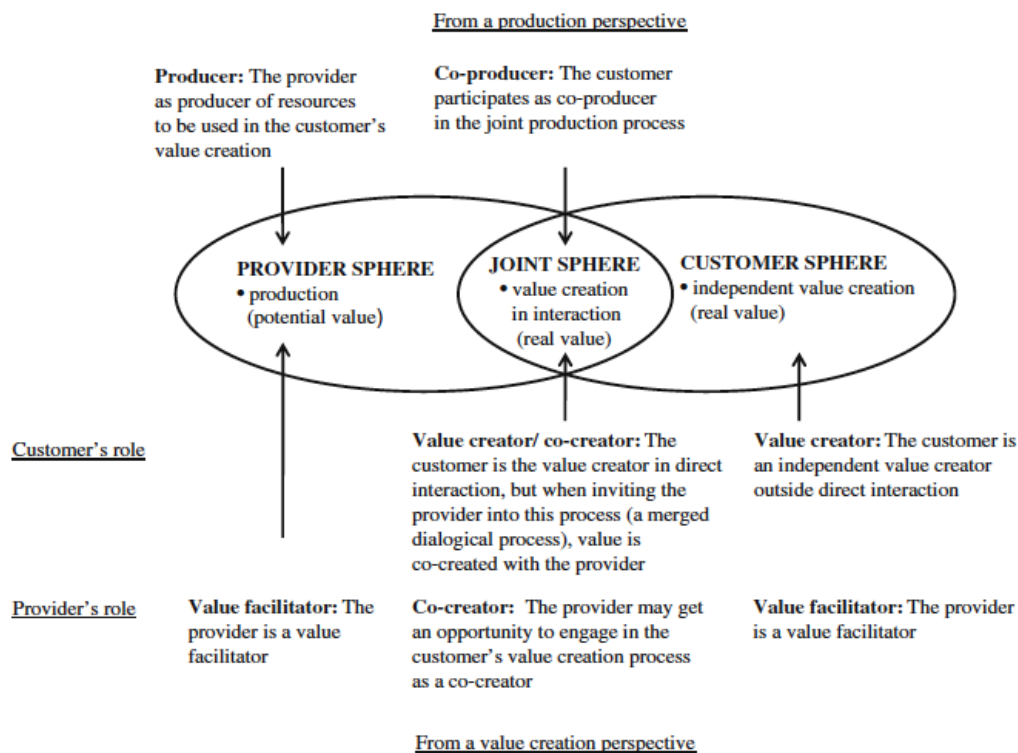 From a production perspective
Producer: The provider
as producer of resources
to be used in the customer's
value creation
Co-producer: The customer
participates as co-producer
in the joint production process
PROVIDER SPHERE
• production
(potential value)
JOINT SPHERE
• value creation
in interaction
(real value)
CUSTOMER SPHERE
• independent value creation
(real value)
Customer's role
Value creator/ co-creator: The
customer is the value creator in direct
interaction, but when inviting the
provider into this process (a merged
dialogical process), value is
co-created with the provider
Value creator: The customer is
an independent value creator
outside direct interaction
Provider's role
Value facilitator: The
provider is a value
facilitator
Co-creator: The provider may get
an opportunity to engage in the
customer's value creation process
as a co-creator
Value facilitator: The provider
is a value facilitator
From a value creation perspective